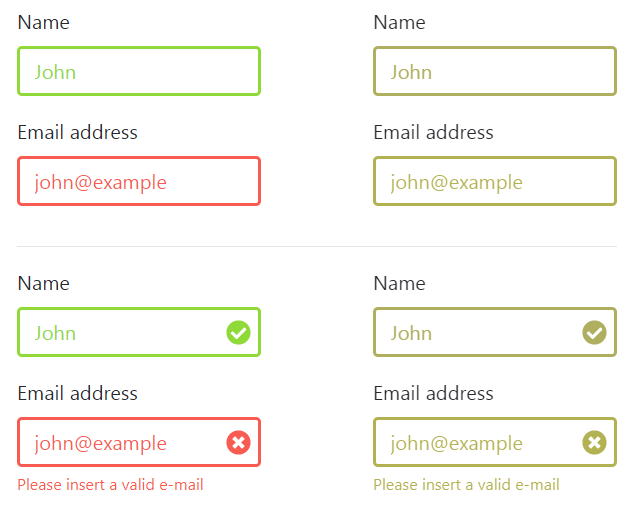 Name Name
John John
Email address Email address
john@example john@example
Name Name
John John
Email address Email address
john@example john@example
Please insert a valid e-mail Please insert a valid e-mail